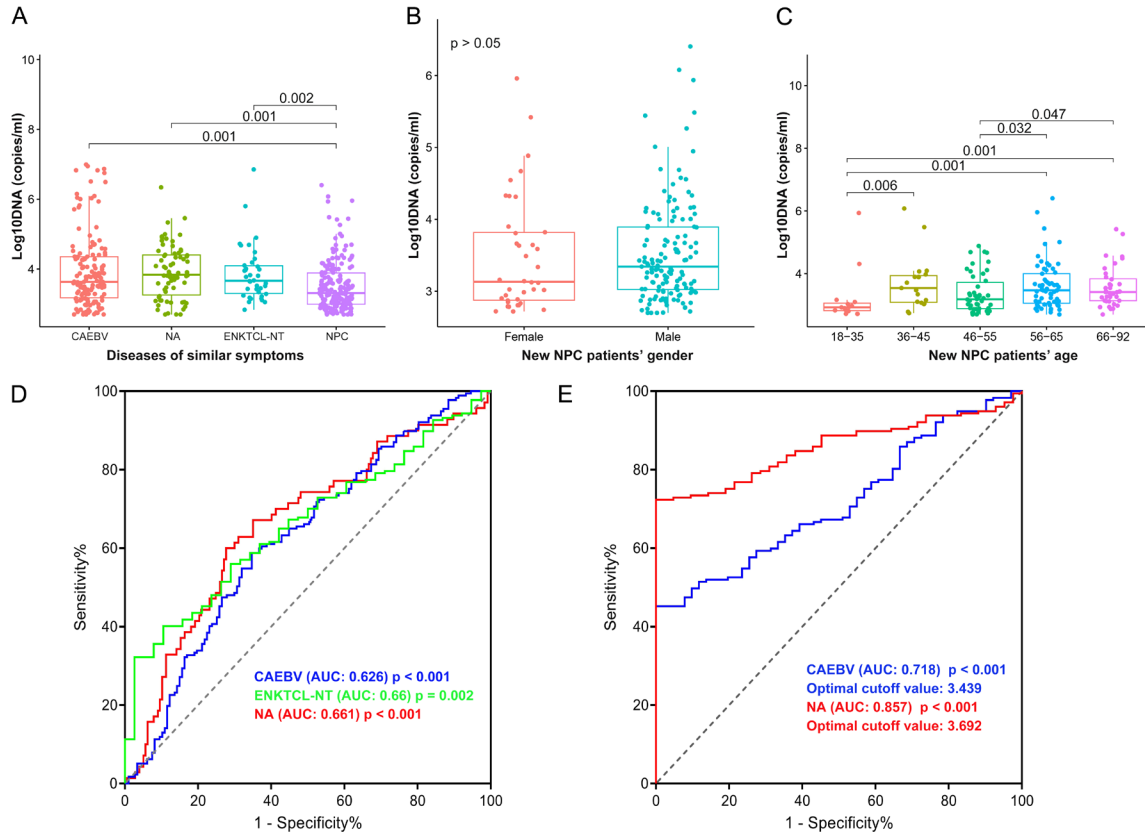 A
Log10DNA (copies/ml)
10
8
6
4
0.002
0.001
0.001
CAEBV
NA
ENKTCL-NT
NPC
Diseases of similar symptoms
B
Log10DNA (copies/ml)
p > 0.05
6
5
4
3
Female
Male
New NPC patients' gender
C
Log10DNA (copies/ml)
10
8
6
4
0.047
0.032
0.001
0.001
0.006
18−35
36−45
46−55
56−65
66−92
New NPC patients' age
D
Sensitivity%
100
80
60
40
20
0
CAEBV (AUC: 0.626) p < 0.001
ENKTCL-NT (AUC: 0.66) p = 0.002
NA (AUC: 0.661) p < 0.001
0
20
40
60
80
100
1 - Specificity%
E
Sensitivity%
100
80
60
40
20
0
CAEBV (AUC: 0.718) p < 0.001
Optimal cutoff value: 3.439
NA (AUC: 0.857) p < 0.001
Optimal cutoff value: 3.692
0
20
40
60
80
100
1 - Specificity%